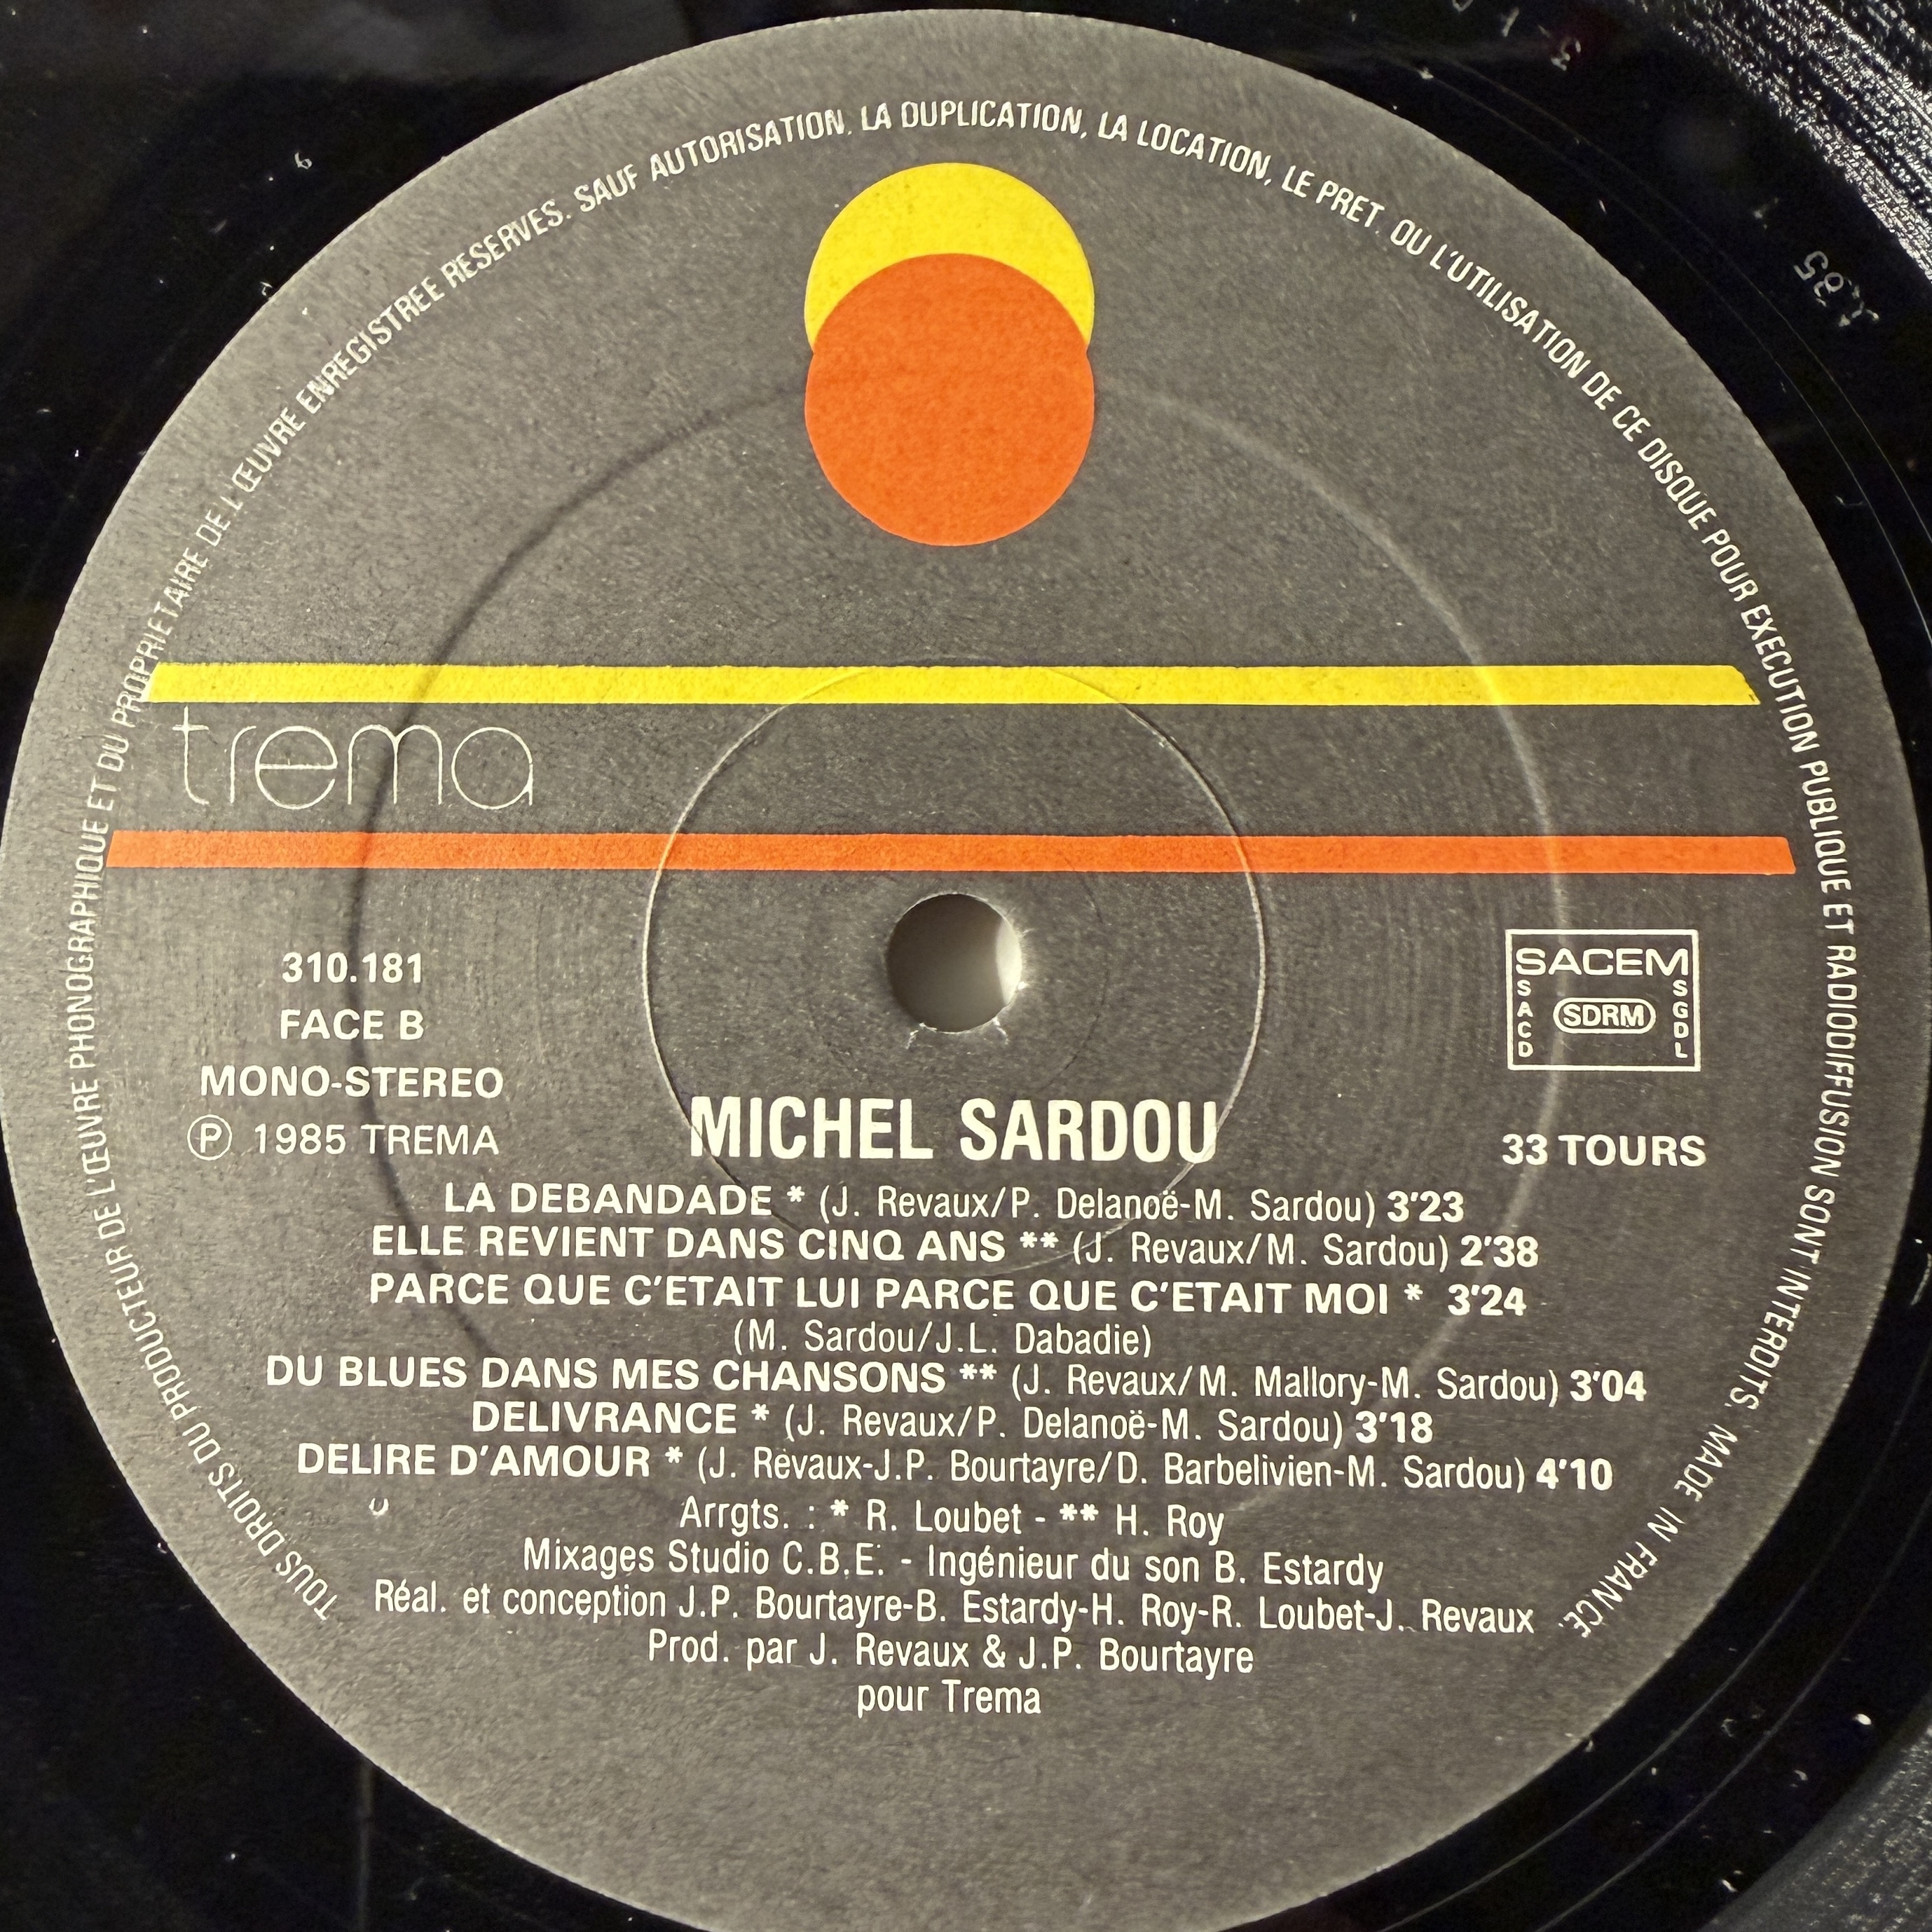 TOUS DROITS DU PRODUCTEUR DE L'ŒUVRE PHONOGRAPHIQUE ET DU PROPRIETAIRE DE L'ŒUVRE ENREGISTREE RESERVES. SAUF AUTORISATION, LA DUPLICATION, LA LOCATION, LE PRET, OU L'UTILISATION DE CE DISQUE POUR EXECUTION PUBLIQUE ET RADIODIFFUSION SONT INTERDITS. MADE IN FRANCE.
trema
310.181
FACE B
MONO-STEREO
℗ 1985 TREMA
SACEM
SACD
SDRM
SGDL
33 TOURS
MICHEL SARDOU
LA DEBANDADE * (J. Revaux/P. Delanoë-M. Sardou) 3'23
ELLE REVIENT DANS CINQ ANS ** (J. Revaux/M. Sardou) 2'38
PARCE QUE C'ETAIT LUI PARCE QUE C'ETAIT MOI * 3'24
(M. Sardou/J.L. Dabadie)
DU BLUES DANS MES CHANSONS ** (J. Revaux/M. Mallory-M. Sardou) 3'04
DELIVRANCE * (J. Revaux/P. Delanoë-M. Sardou) 3'18
DELIRE D'AMOUR * (J. Revaux-J.P. Bourtayre/D. Barbelivien-M. Sardou) 4'10
Arrgts. : * R. Loubet - ** H. Roy
Mixages Studio C.B.E. - Ingénieur du son B. Estardy
Réal. et conception J.P. Bourtayre-B. Estardy-H. Roy-R. Loubet-J. Revaux
Prod. par J. Revaux & J.P. Bourtayre
pour Trema